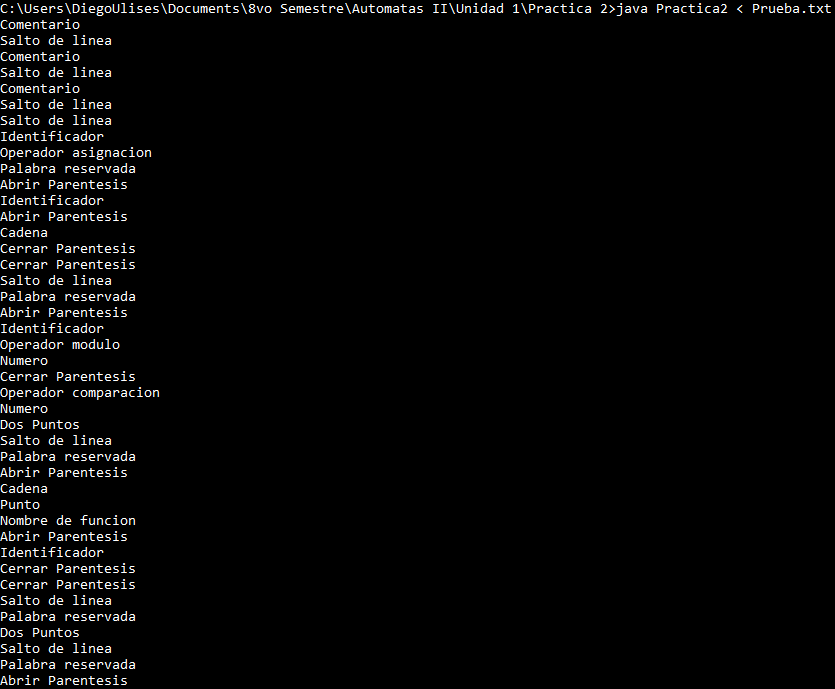 C:\Users\DiegoUlises\Documents\8vo Semestre\Automatas II\Unidad 1\Practica 2>java Practica2 < Prueba.txt
Comentario
Salto de linea
Comentario
Salto de linea
Comentario
Salto de linea
Salto de linea
Identificador
Operador asignacion
Palabra reservada
Abrir Parentesis
Identificador
Abrir Parentesis
Cadena
Cerrar Parentesis
Cerrar Parentesis
Salto de linea
Palabra reservada
Abrir Parentesis
Identificador
Operador modulo
Numero
Cerrar Parentesis
Operador comparacion
Numero
Dos Puntos
Salto de linea
Palabra reservada
Abrir Parentesis
Cadena
Punto
Nombre de funcion
Abrir Parentesis
Identificador
Cerrar Parentesis
Cerrar Parentesis
Salto de linea
Palabra reservada
Dos Puntos
Salto de linea
Palabra reservada
Abrir Parentesis